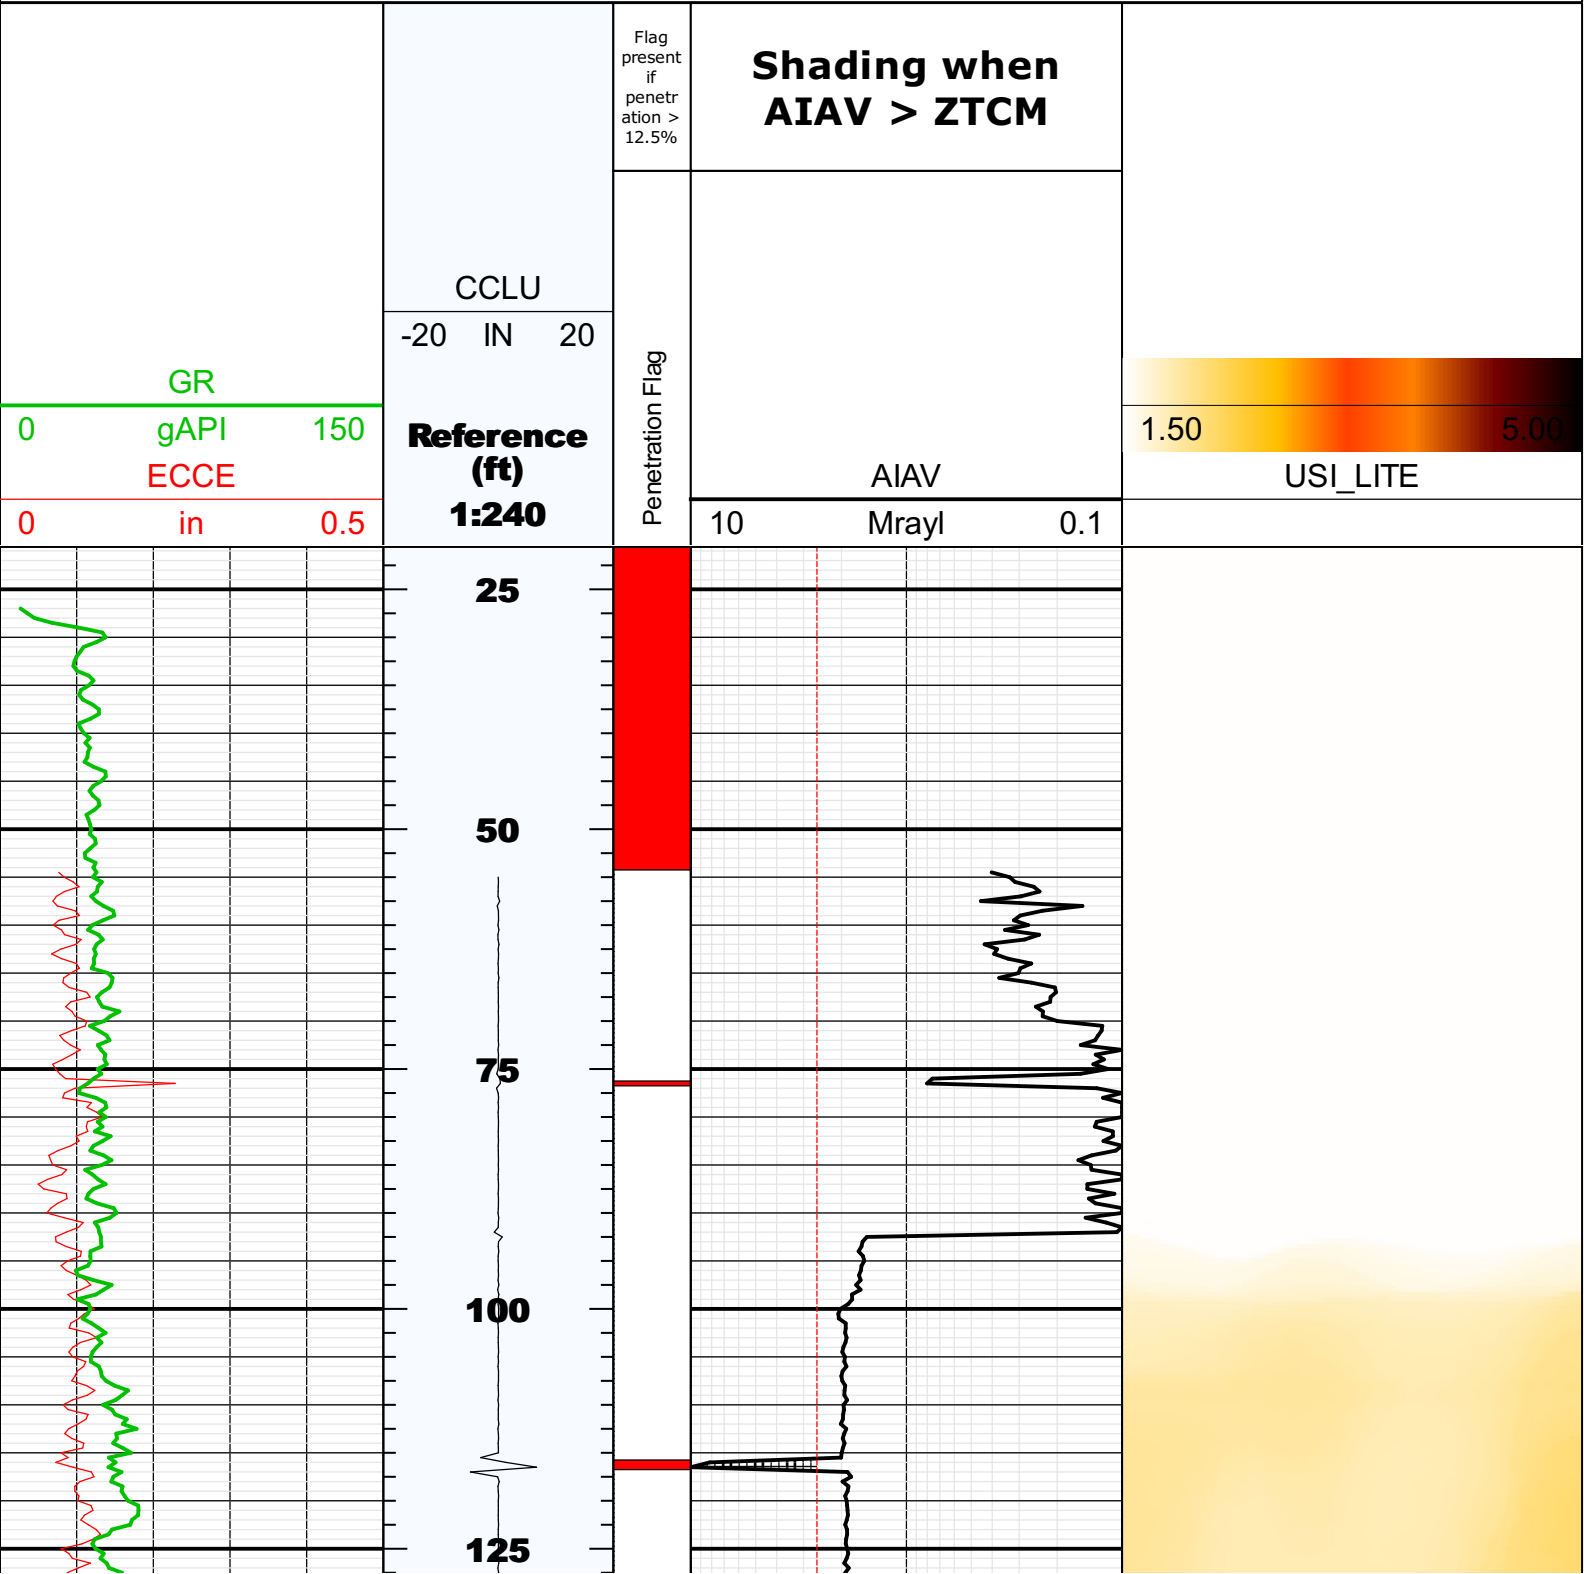 Flag
present
if
penetr
ation >
12.5%
Shading when
AIAV > ZTCM
CCLU
-20 IN 20
GR
0 gAPI 150
ECCE
0 in 0.5
Reference
(ft)
1:240
Penetration Flag
AIAV
10 Mrayl 0.1
1.50 5.00
USI_LITE
25
50
75
100
125